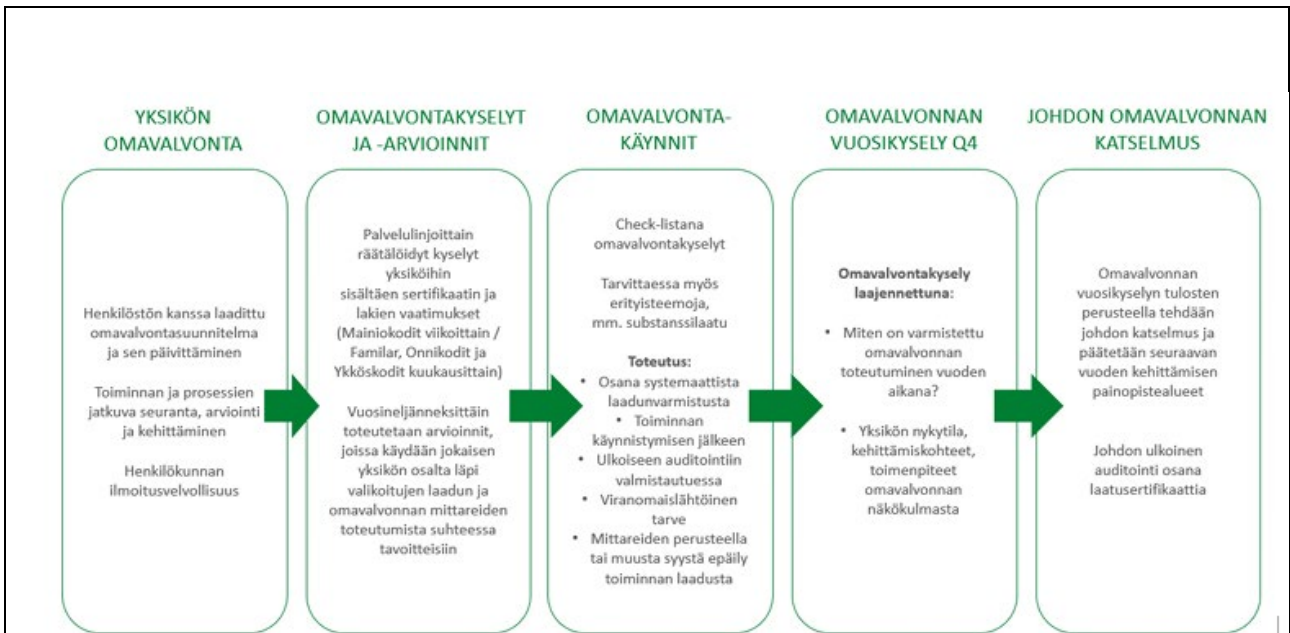 YKSIKÖN
OMAVALVONTA
Henkilöstön kanssa laadittu
omavalvontasuunnitelma
ja sen päivittäminen
Toiminnan ja prosessien
jatkuva seuranta, arviointi
ja kehittäminen
Henkilökunnan
ilmoitusvelvollisuus
OMAVALVONTAKYSELYT
JA -ARVIOINNIT
Palvelulinjoittain
räätälöidyt kyselyt
yksiköihin
sisältäen sertifikaatin ja
lakien vaatimukset
(Mainiokodit viikoittain /
Familar, Onnikodit ja
Ykköskodit kuukausittain)
Vuosineljänneksittäin
toteutetaan arvioinnit,
joissa käydään jokaisen
yksikön osalta läpi
valikoitujen laadun ja
omavalvonnan mittareiden
toteutumista suhteessa
tavoitteisiin
OMAVALVONTA-
KÄYNNIT
Check-listana
omavalvontakyselyt
Tarvittaessa myös
erityisteemoja,
mm. substanssilaatu
Toteutus:
• Osana systemaattista
laadunvarmistusta
• Toiminnan
käynnistymisen jälkeen
• Ulkoiseen auditointiin
valmistautuessa
• Viranomaislähtöinen
tarve
• Mittareiden perusteella
tai muusta syystä epäily
toiminnan laadusta
OMAVALVONNAN
VUOSIKYSELY Q4
Omavalvontakysely
laajennettuna:
• Miten on varmistettu
omavalvonnan
toteutuminen vuoden
aikana?
• Yksikön nykytila,
kehittämiskohteet,
toimenpiteet
omavalvonnan
näkökulmasta
JOHDON OMAVALVONNAN
KATSELMUS
Omavalvonnan
vuosikyselyn tulosten
perusteella tehdään
johdon katselmus ja
päätetään seuraavan
vuoden kehittämisen
painopistealueet
Johdon ulkoinen
auditointi osana
laatusertifikaattia